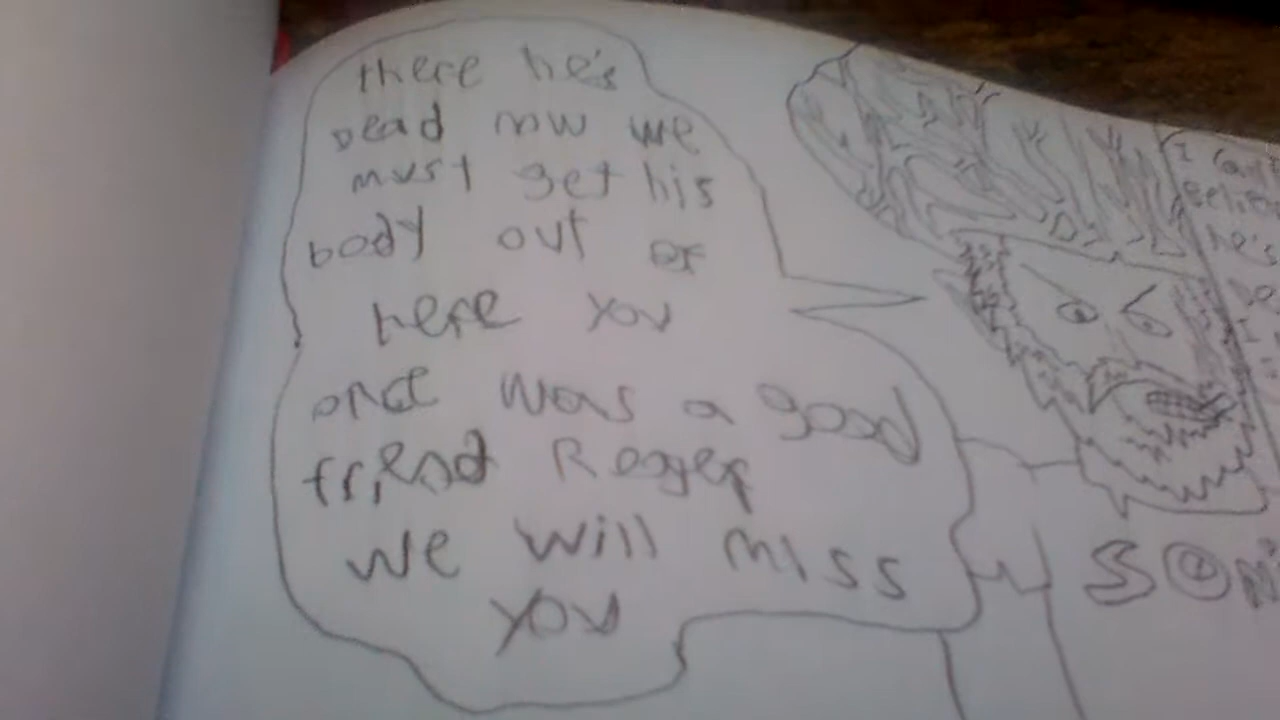 there he's
Dead now we
must get his
body out of
here you
once was a good
friend Roger
we will miss
you
I
he's
I